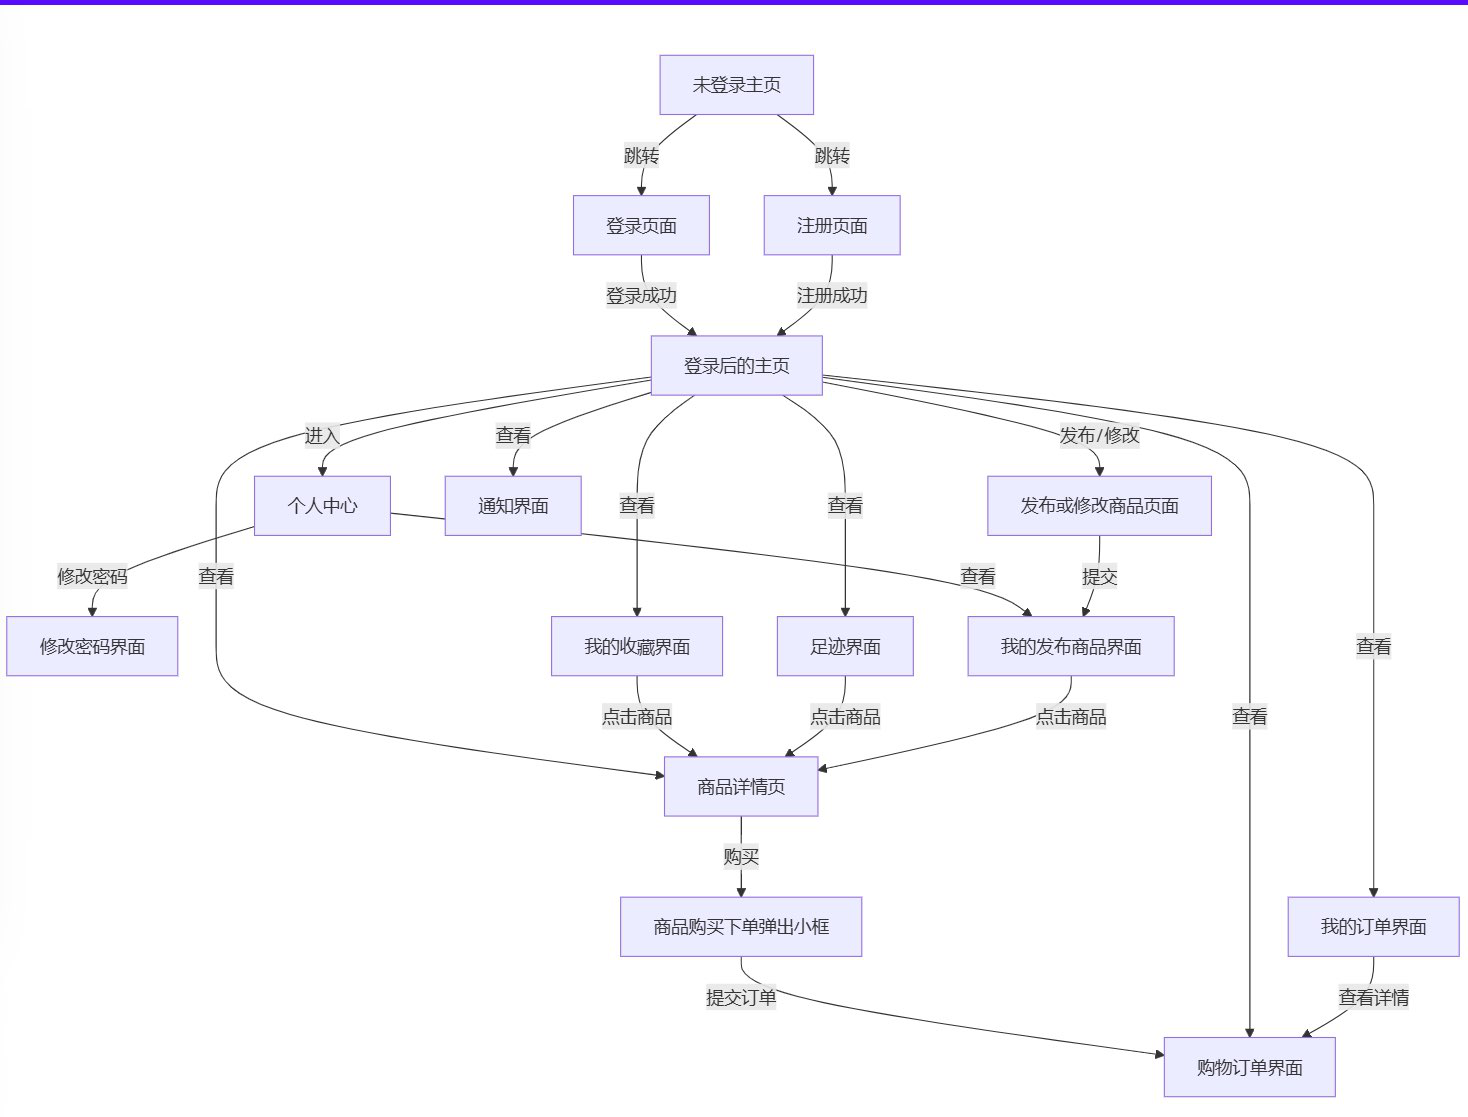 未登录主页
跳转
跳转
登录页面
注册页面
登录成功
注册成功
登录后的主页
进入
查看
发布/修改
个人中心
通知界面
查看
查看
发布或修改商品页面
修改密码
查看
查看
提交
修改密码界面
我的收藏界面
足迹界面
我的发布商品界面
查看
点击商品
点击商品
点击商品
查看
商品详情页
购买
商品购买下单弹出小框
我的订单界面
提交订单
查看详情
购物订单界面